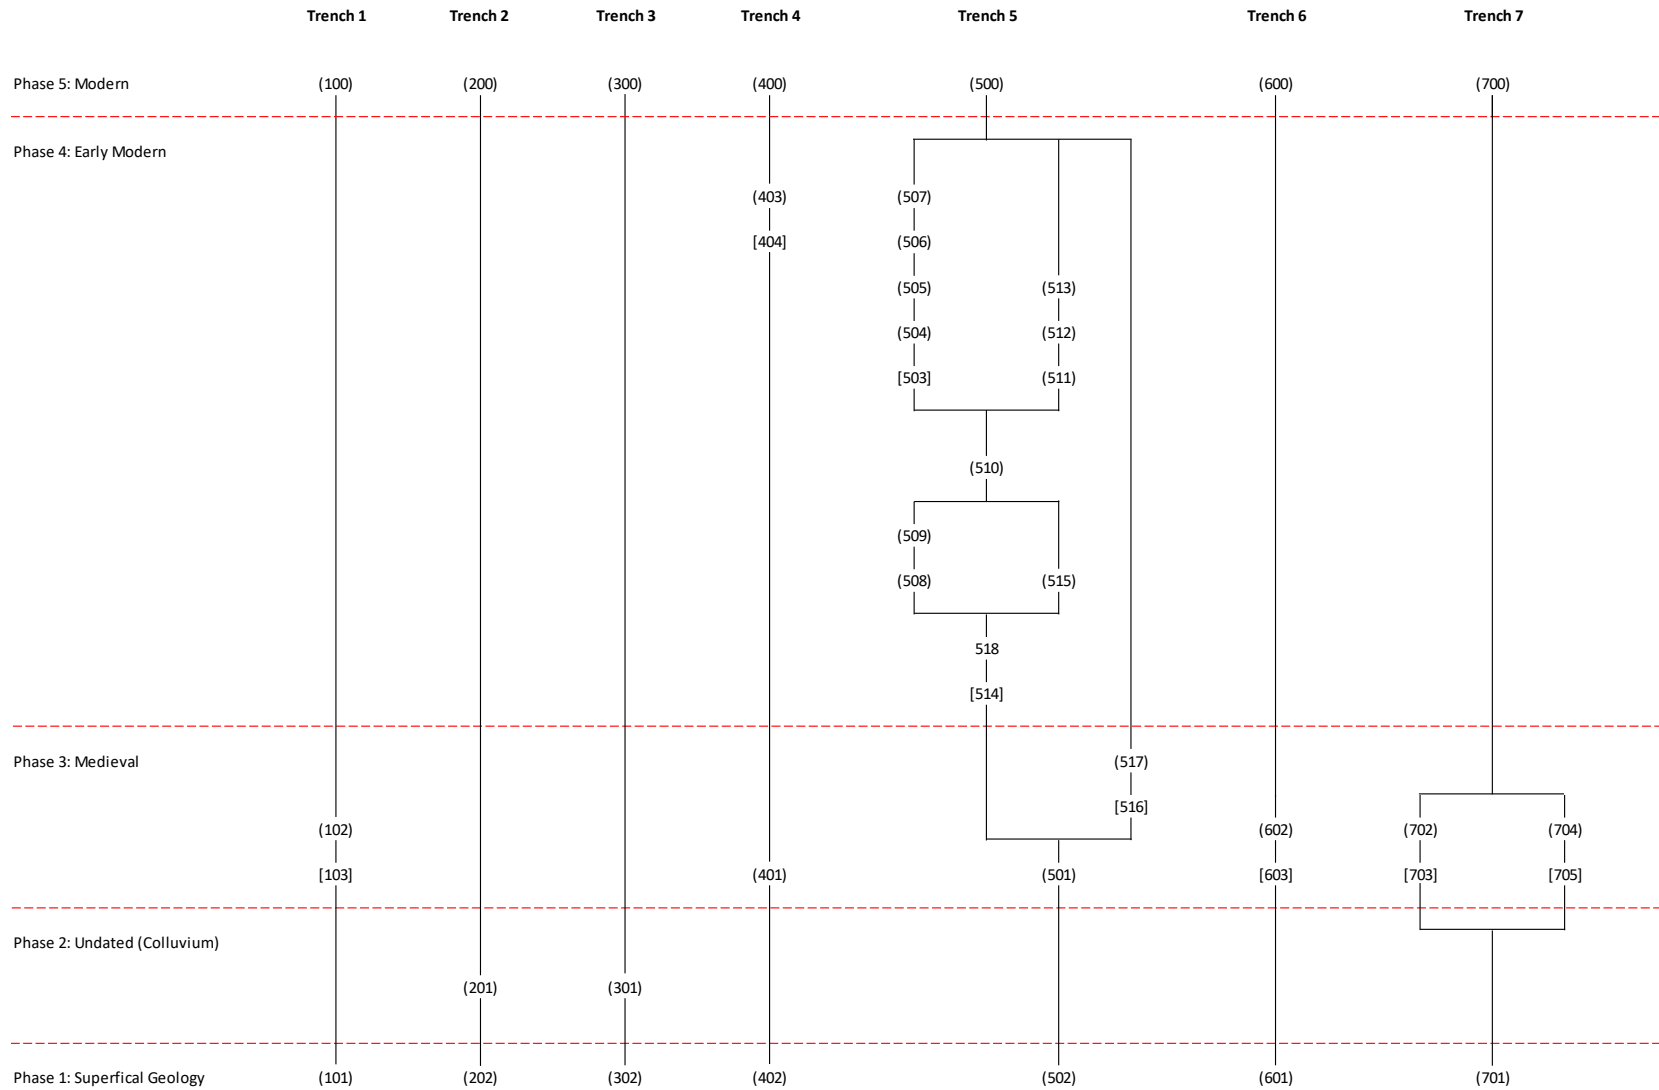 Trench 1 Trench 2 Trench 3 Trench 4 Trench 5 Trench 6 Trench 7
Phase 5: Modern (100) (200) (300) (400) (500) (600) (700)
Phase 4: Early Modern
(403) (507)
[404] (506)
(505) (513)
(504) (512)
[503] (511)
(510)
(509)
(508) (515)
518
[514]
Phase 3: Medieval (517)
[516]
(102) (602) (702) (704)
[103] (401) (501) [603] [703] [705]
Phase 2: Undated (Colluvium)
(201) (301)
Phase 1: Superfical Geology (101) (202) (302) (402) (502) (601) (701)